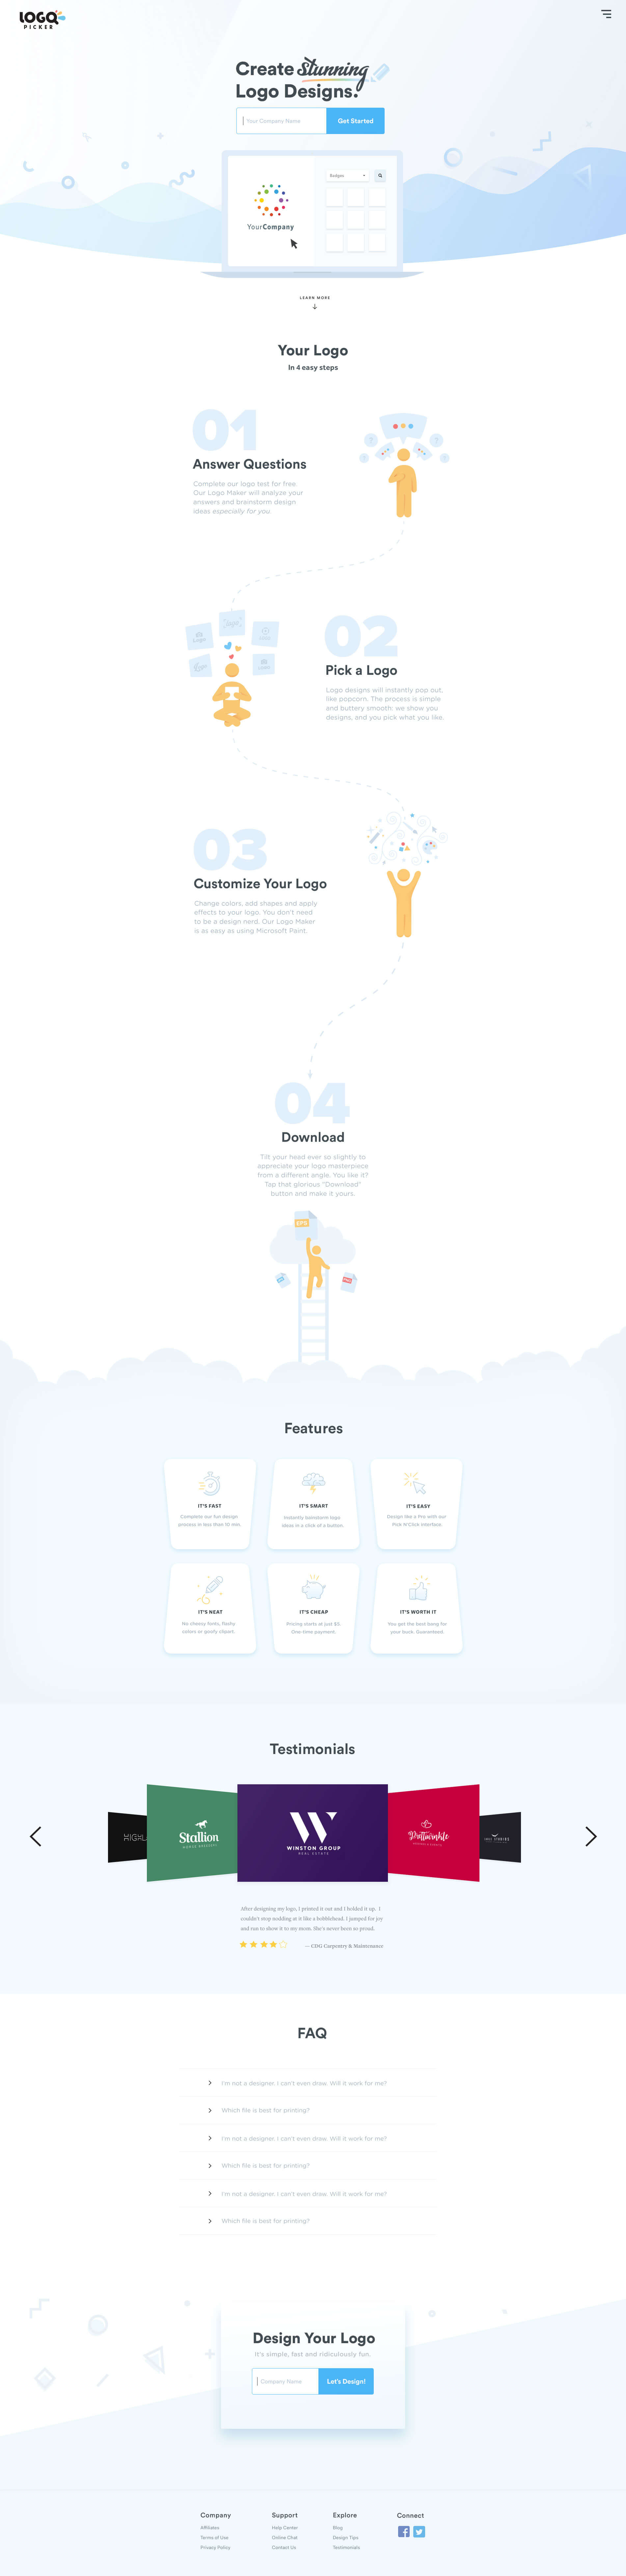 LOGO
PICKER
Create Stunning
Logo Designs.
Your Company Name
Get Started
Badges
YourCompany
LEARN MORE
Your Logo
In 4 easy steps
01
Answer Questions
Complete our logo test for free.
Our Logo Maker will analyze your
answers and brainstorm design
ideas especially for you
02
Pick a Logo
Logo designs will instantly pop out,
like popcorn. The process is simple
and buttery smooth: we show you
designs, and you pick what you like.
03
Customize Your Logo
Change colors, add shapes and apply
effects to your logo. You don't need
to be a design nerd. Our Logo Maker
is as easy as using Microsoft Paint.
04
Download
Tilt your head ever so slightly to
appreciate your logo masterpiece
from a different angle. You like it?
Tap that glorious "Download"
button and make it yours.
EPS
Features
IT'S FAST
Complete our fun design
process in less than 10 min.
IT'S SMART
Instantly brainstorm logo
ideas in a click of a button.
IT'S EASY
Design like a Pro with our
Pick N'Click interface.
IT'S NEAT
No cheesy fonts, flashy
colors or goofy clipart.
IT'S CHEAP
Pricing starts at just $5.
One-time payment.
IT'S WORTH IT
You get the best bang for
your buck. Guaranteed.
Testimonials
HIGHL
Stallion
WINSTON GROUP
REAL ESTATE
Prettwinkle
After designing my logo, I printed it out and I holded it up. I
couldn't stop nodding at it like a bobblehead. I jumped for joy
and run to show it to my mom. She's never been so proud.
— CDG Carpentry & Maintenance
FAQ
I'm not a designer. I can't even draw. Will it work for me?
Which file is best for printing?
I'm not a designer. I can't even draw. Will it work for me?
Which file is best for printing?
I'm not a designer. I can't even draw. Will it work for me?
Which file is best for printing?
Design Your Logo
It's simple, fast and ridiculously fun.
Company Name
Let's Design!
Company
Affiliates
Terms of Use
Privacy Policy
Support
Help Center
Online Chat
Contact Us
Explore
Blog
Design Tips
Testimonials
Connect